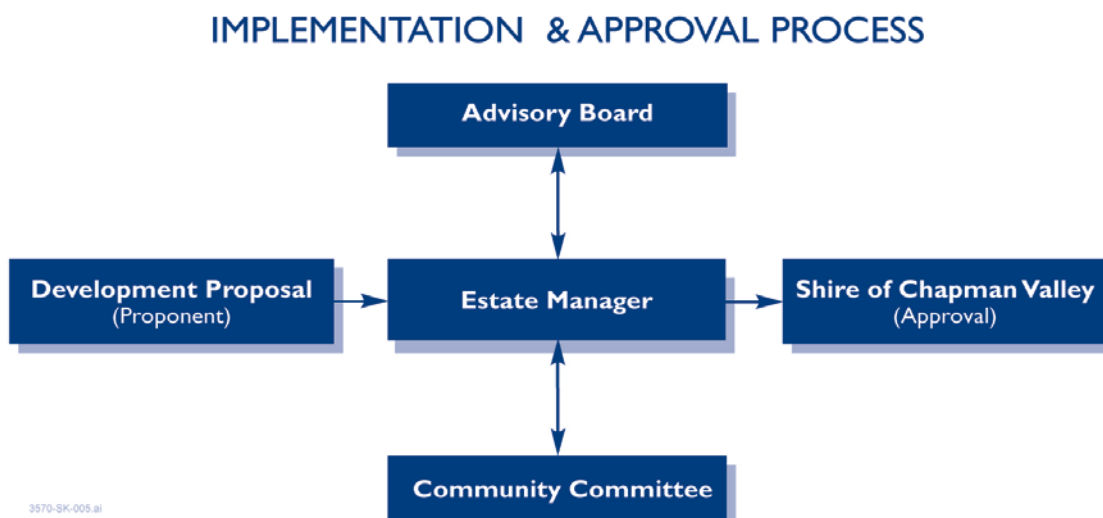 IMPLEMENTATION & APPROVAL PROCESS
Advisory Board
Development Proposal
(Proponent)
Estate Manager
Shire of Chapman Valley
(Approval)
Community Committee
3570-SK-005.ai